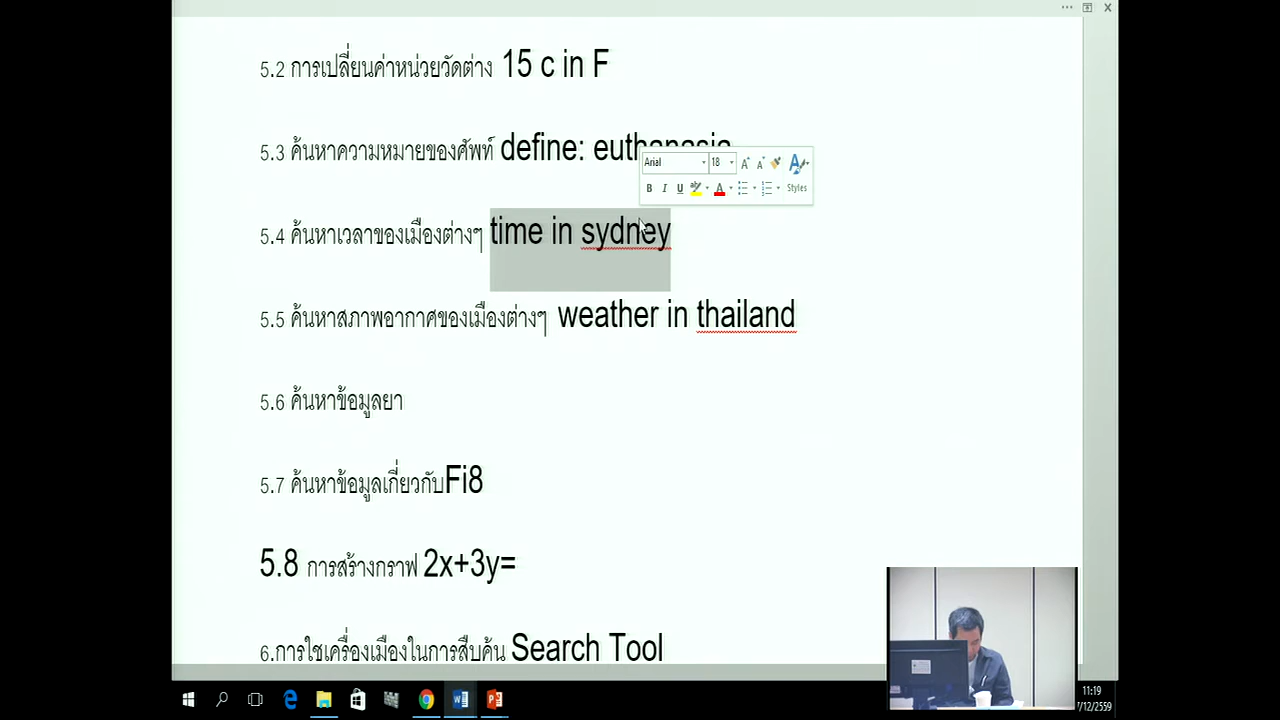 5.2 การเปลี่ยนค่าหน่วยวัดต่าง 15 c in F
5.3 ค้นหาความหมายของศัพท์ define: euthanasia
Arial 18
B I U Styles
5.4 ค้นหาเวลาของเมืองต่างๆ time in sydney
5.5 ค้นหาสภาพอากาศของเมืองต่างๆ weather in thailand
5.6 ค้นหาข้อมูลยา
5.7 ค้นหาข้อมูลเกี่ยวกับFi8
5.8 การสร้างกราฟ 2x+3y=
6.การใชเครื่องเมืองในการสืบค้น Search Tool
11:19
7/12/2559